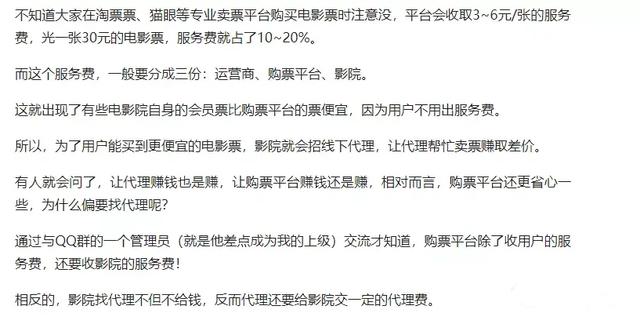 不知道大家在淘票票、猫眼等专业卖票平台购买电影票时注意没，平台会收取3~6元/张的服务
费，光一张30元的电影票，服务费就占了10~20%。
而这个服务费，一般要分成三份：运营商、购票平台、影院。
这就出现了有些电影院自身的会员票比购票平台的票便宜，因为用户不用出服务费。
所以，为了用户能买到更便宜的电影票，影院就会招线下代理，让代理帮忙卖票赚取差价。
有人就会问了，让代理赚钱也是赚，让购票平台赚钱还是赚，相对而言，购票平台还更省心一
些，为什么偏要找代理呢？
通过与QQ群的一个管理员（就是他差点成为我的上级）交流才知道，购票平台除了收用户的服
务费，还要收影院的服务费！
相反的，影院找代理不但不给钱，反而代理还要给影院交一定的代理费。